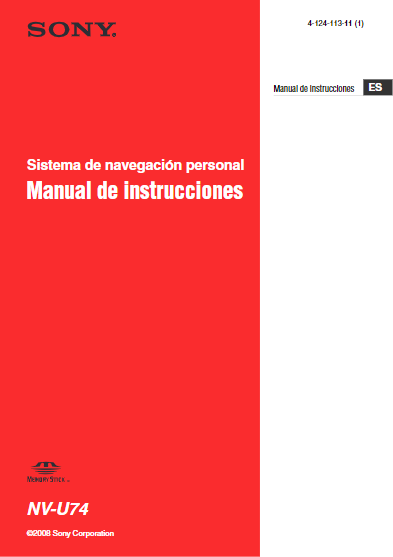 SONY®
4-124-113-11 (1)
Manual de instrucciones ES
Sistema de navegación personal
Manual de instrucciones
MEMORY STICK™
NV-U74
©2008 Sony Corporation